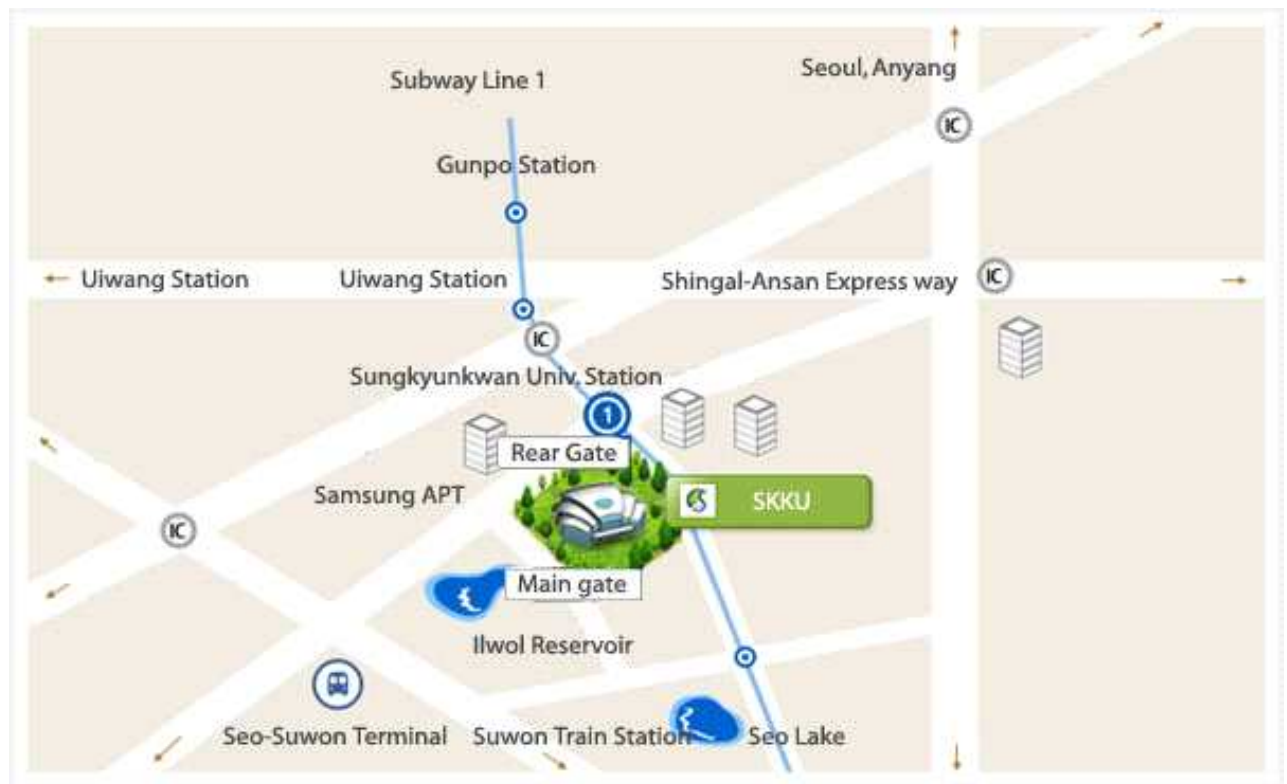 Seoul, Anyang
Subway Line 1
IC
Gunpo Station
Uiwang Station
Uiwang Station
Shingal-Ansan Express way
IC
IC
Sungkyunkwan Univ. Station
1
Rear Gate
Samsung APT
SKKU
IC
Main gate
Ilwol Reservoir
Seo-Suwon Terminal
Suwon Train Station
Seo Lake